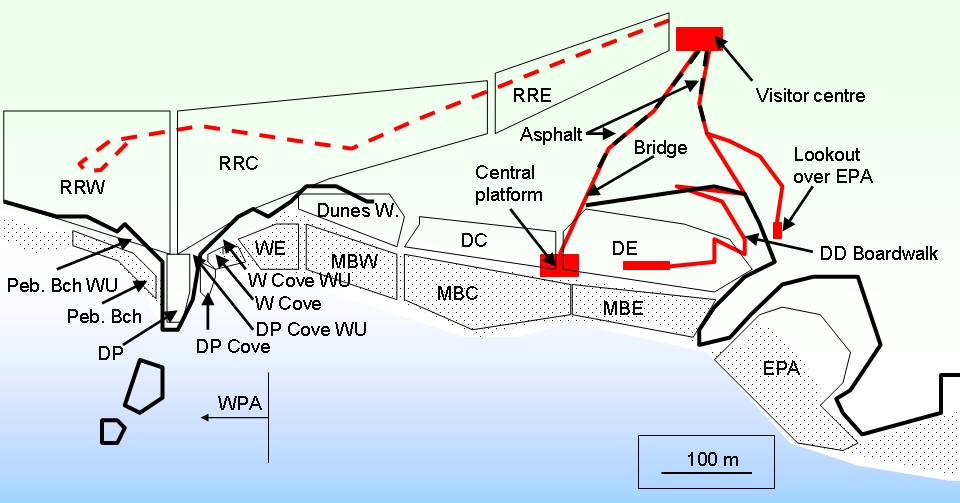 Visitor centre
RRE
Asphalt
Bridge
Lookout
over EPA
RRC
RRW
Central
platform
Dunes W.
DC
DE
DD Boardwalk
WE
MBW
MBC
MBE
W Cove WU
W Cove
DP Cove WU
DP Cove
Peb. Bch WU
Peb. Bch
DP
EPA
WPA
100 m